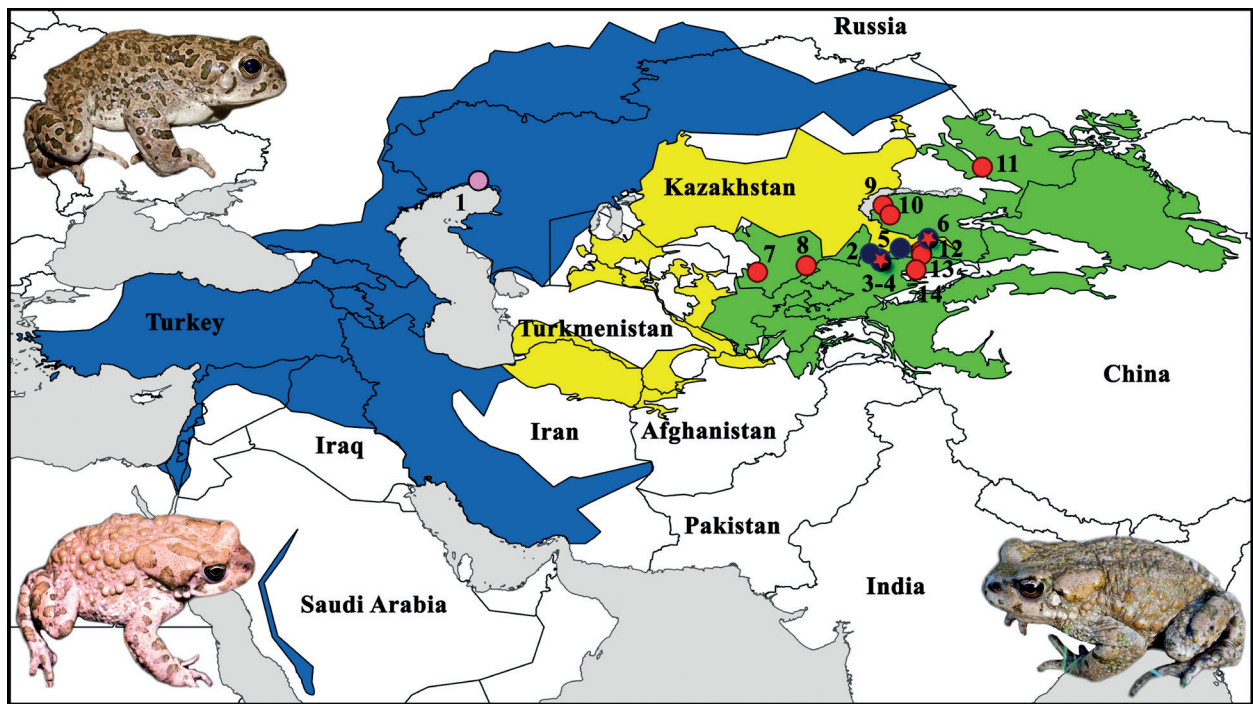 Russia
11
Kazakhstan
9
10
1
6
5
2
12
7
8
13
3-4
14
Turkey
Turkmenistan
China
Iraq
Iran
Afghanistan
Pakistan
India
Saudi Arabia